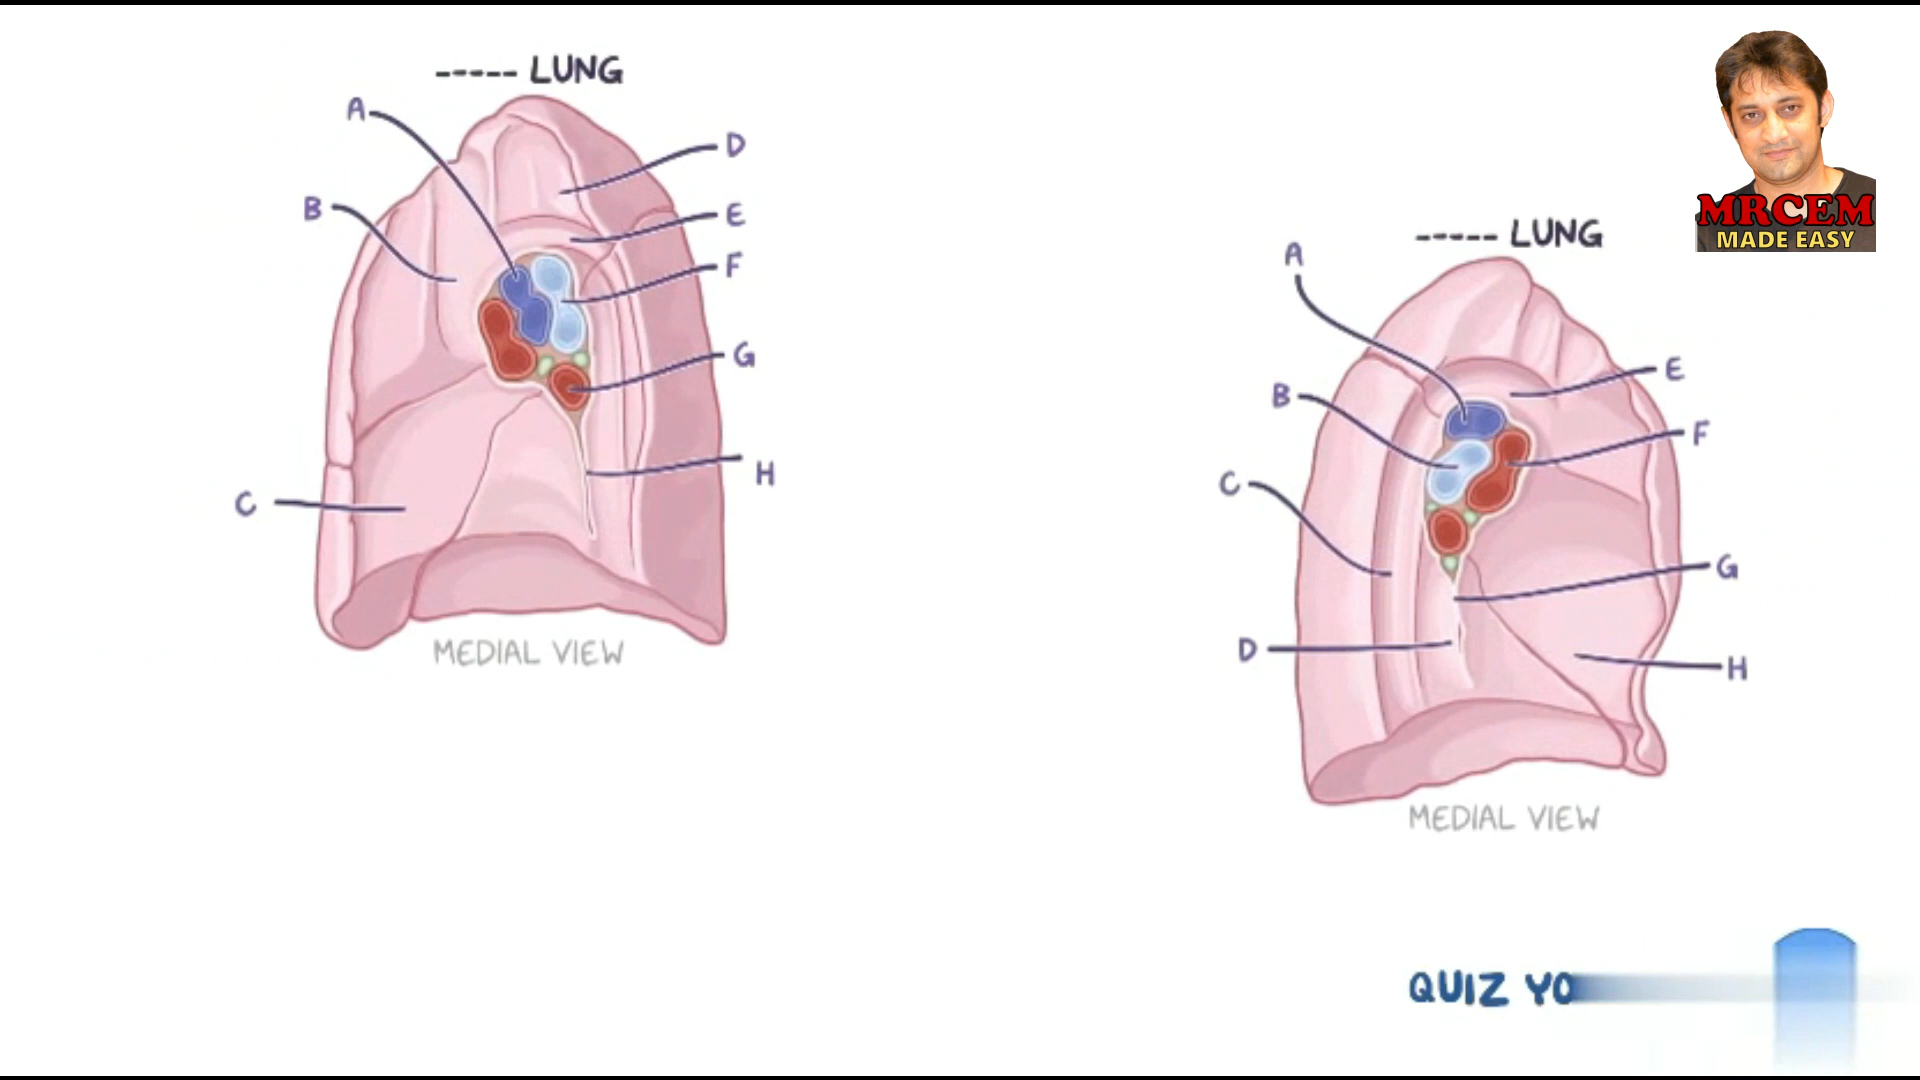 ----- LUNG
A
B
C
D
E
F
G
H
MEDIAL VIEW
----- LUNG
A
B
C
D
E
F
G
H
MEDIAL VIEW
MRCEM
MADE EASY
QUIZ YO